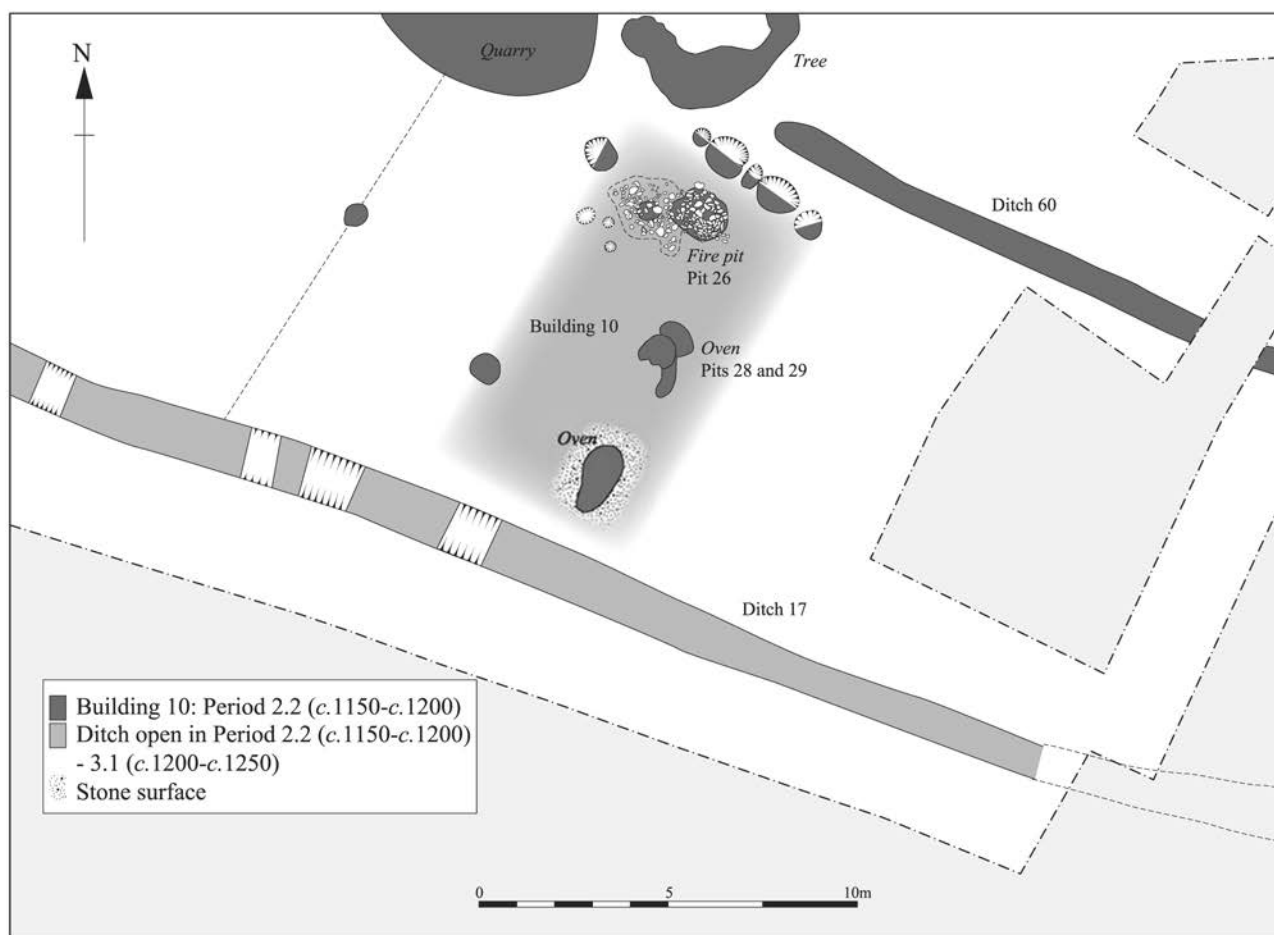 Quarry
Tree
N
Ditch 60
Fire pit
Pit 26
Building 10
Oven
Pits 28 and 29
Oven
Ditch 17
Building 10: Period 2.2 (c.1150-c.1200)
Ditch open in Period 2.2 (c.1150-c.1200)
- 3.1 (c.1200-c.1250)
Stone surface
0 5 10m